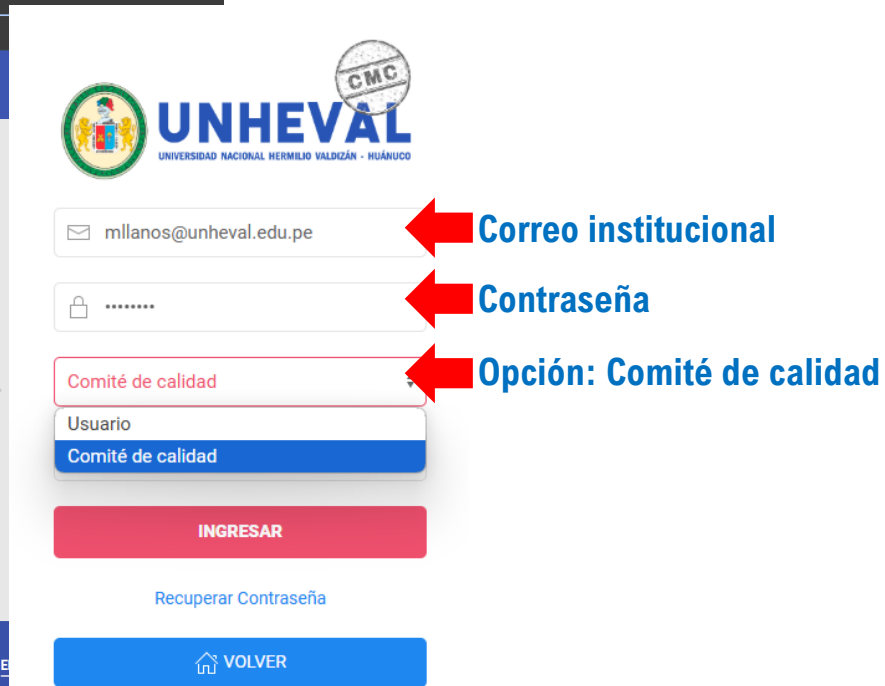 CMC
UNHEVAL
UNIVERSIDAD NACIONAL HERMILIO VALDIZÁN - HUÁNUCO
mllanos@unheval.edu.pe
Correo institucional
••••••••
Contraseña
Comité de calidad
Opción: Comité de calidad
Usuario
Comité de calidad
INGRESAR
Recuperar Contraseña
VOLVER